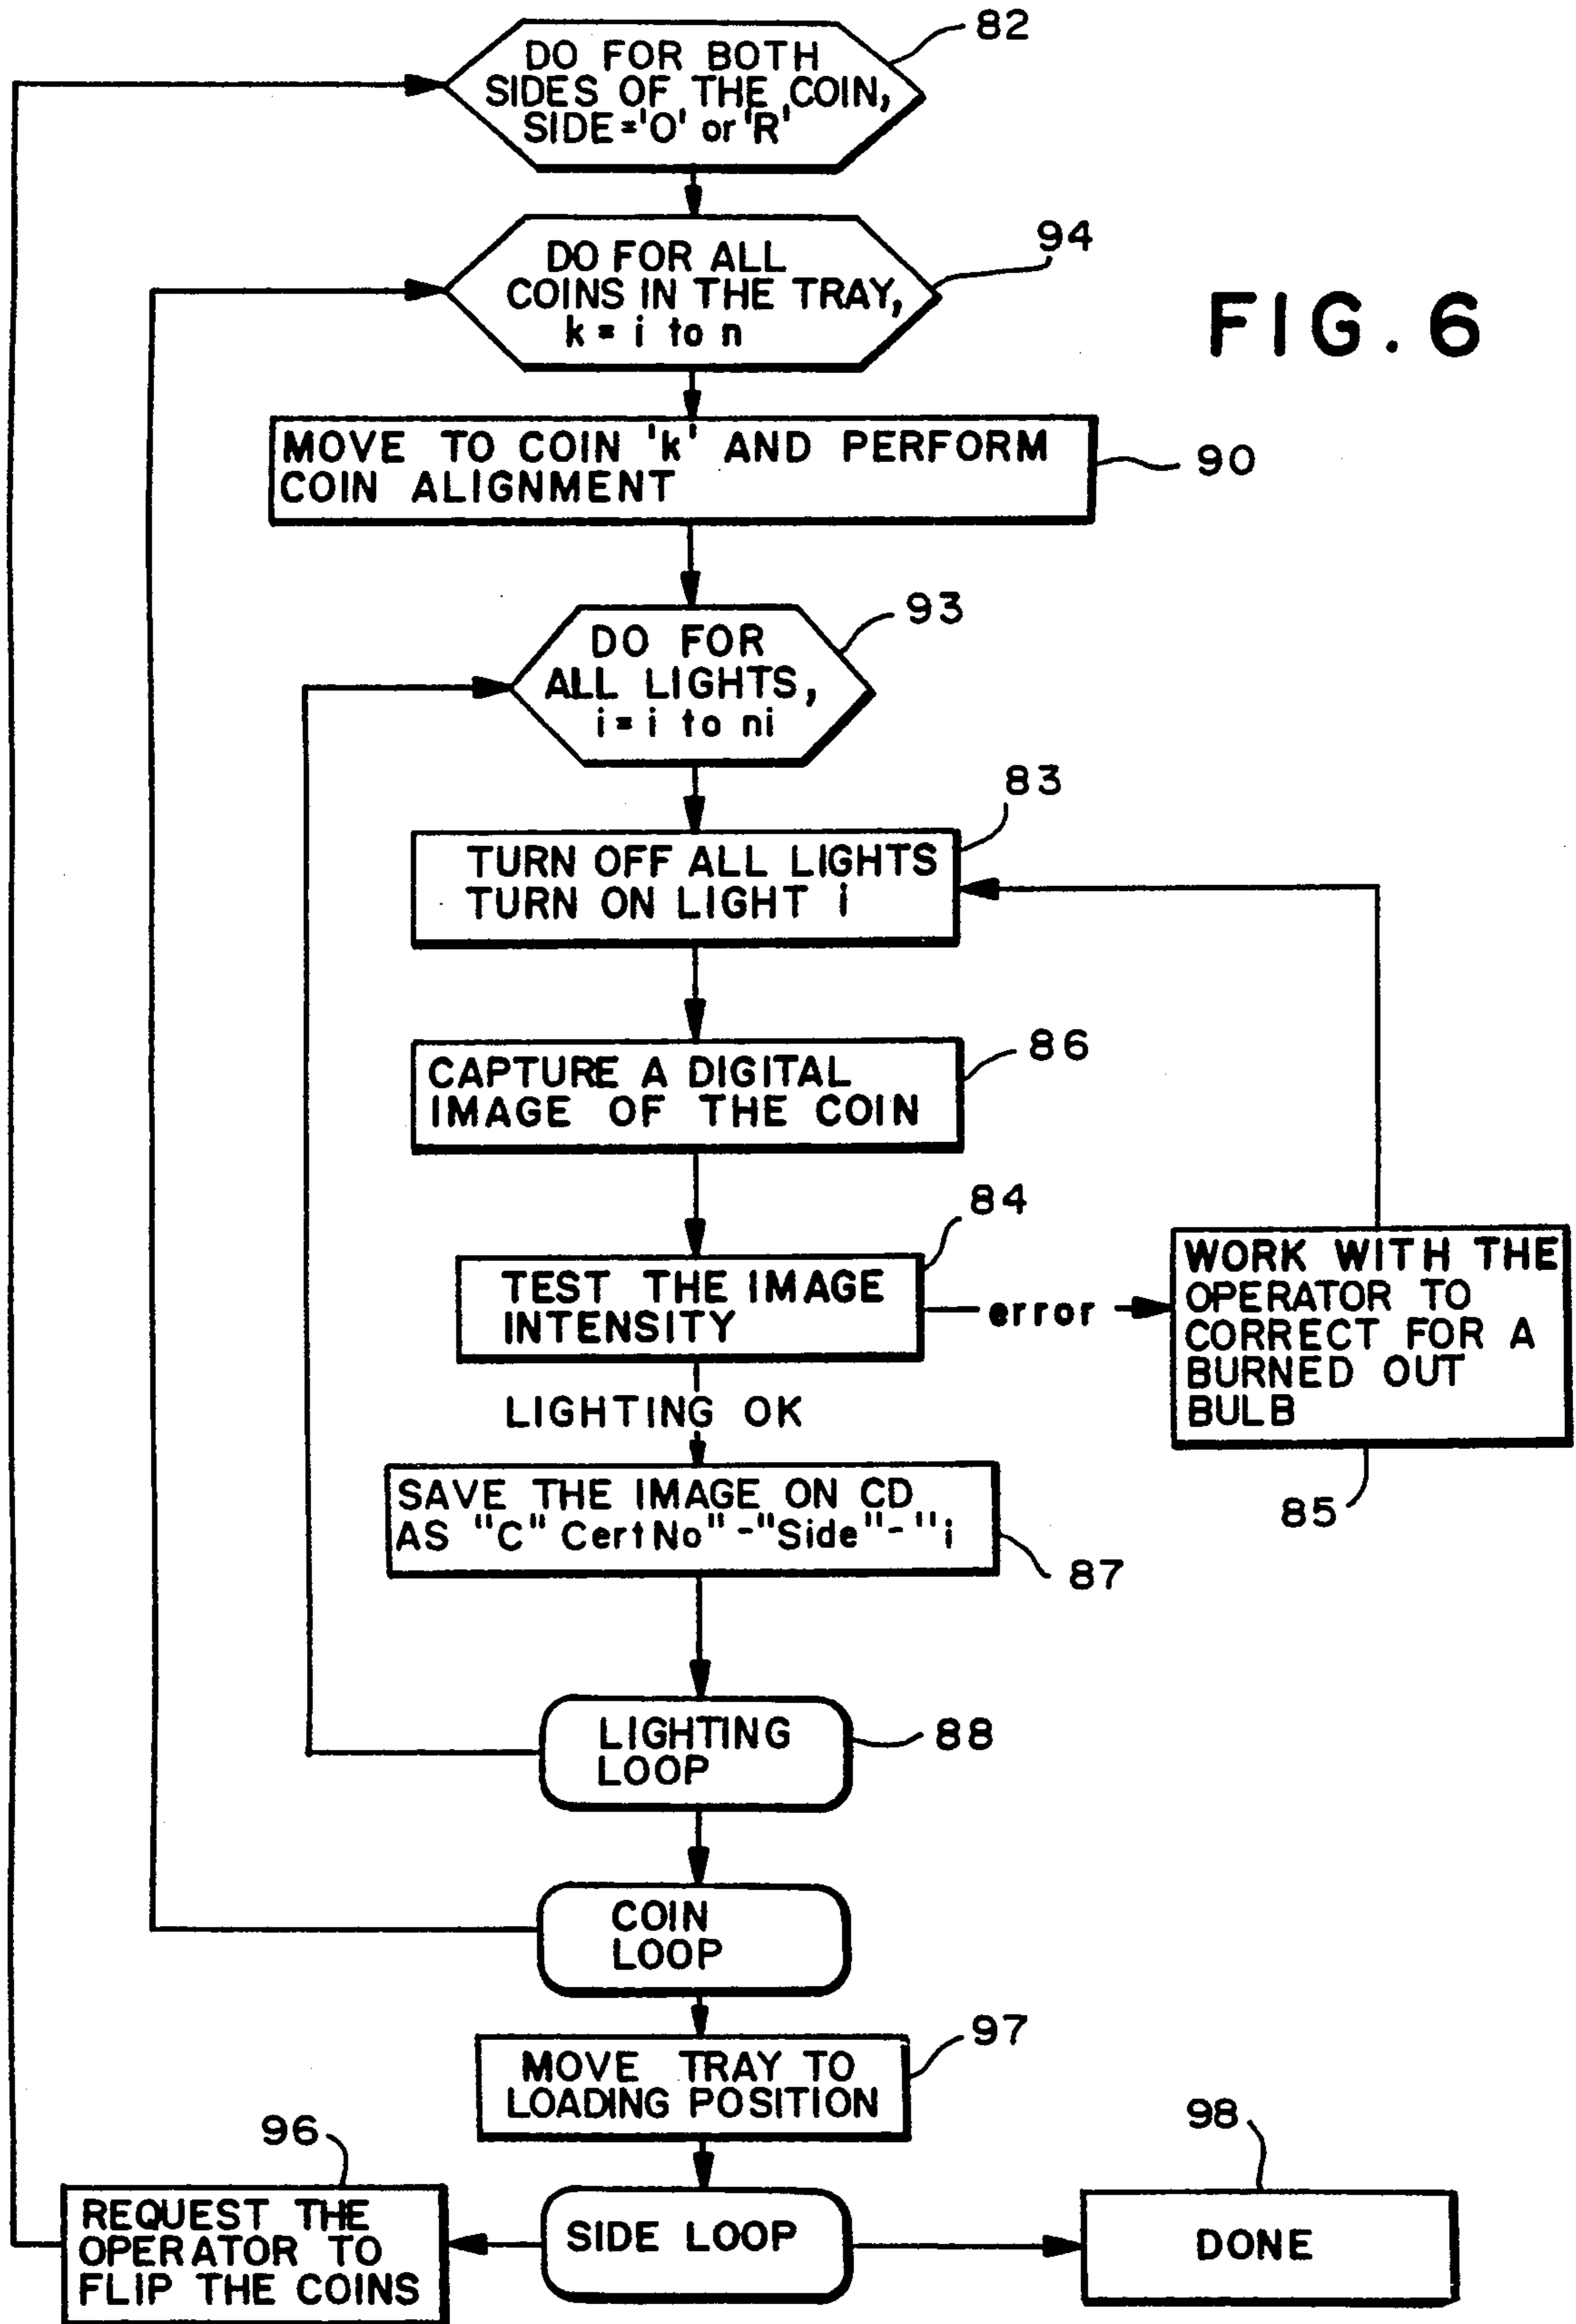 82
DO FOR BOTH
SIDES OF THE COIN,
SIDE='O' or 'R'
94
DO FOR ALL
COINS IN THE TRAY,
k = i to n
FIG. 6
MOVE TO COIN 'k' AND PERFORM
COIN ALIGNMENT
90
93
DO FOR
ALL LIGHTS,
i = i to ni
83
TURN OFF ALL LIGHTS
TURN ON LIGHT i
86
CAPTURE A DIGITAL
IMAGE OF THE COIN
84
TEST THE IMAGE
INTENSITY
error
WORK WITH THE
OPERATOR TO
CORRECT FOR A
BURNED OUT
BULB
85
LIGHTING OK
SAVE THE IMAGE ON CD
AS "C" CertNo"-"Side"-"i
87
LIGHTING
LOOP
88
COIN
LOOP
97
MOVE TRAY TO
LOADING POSITION
96
REQUEST THE
OPERATOR TO
FLIP THE COINS
SIDE LOOP
98
DONE